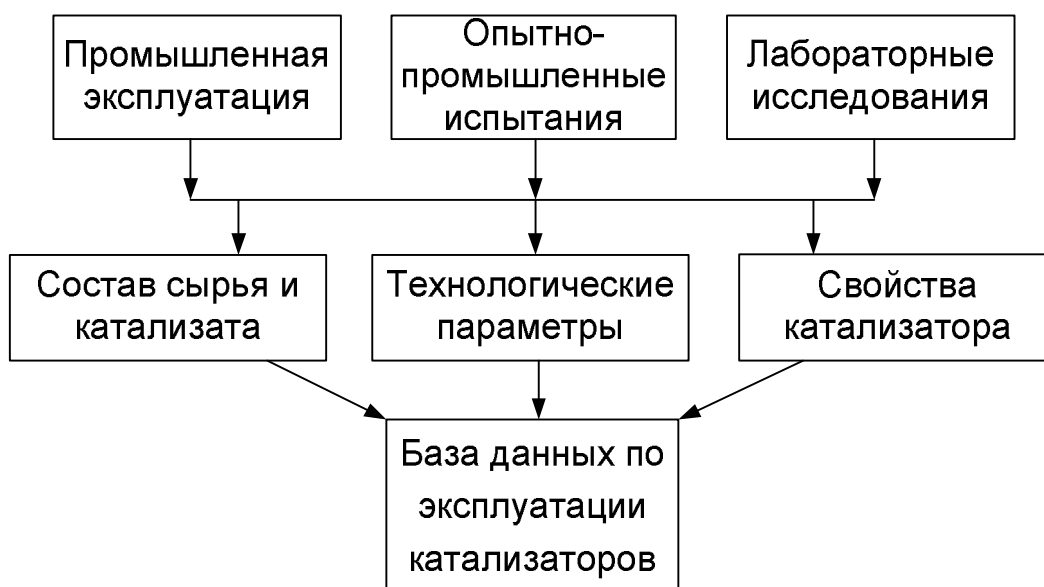 Промышленная
эксплуатация
Опытно-
промышленные
испытания
Лабораторные
исследования
Состав сырья и
катализата
Технологические
параметры
Свойства
катализатора
База данных по
эксплуатации
катализаторов